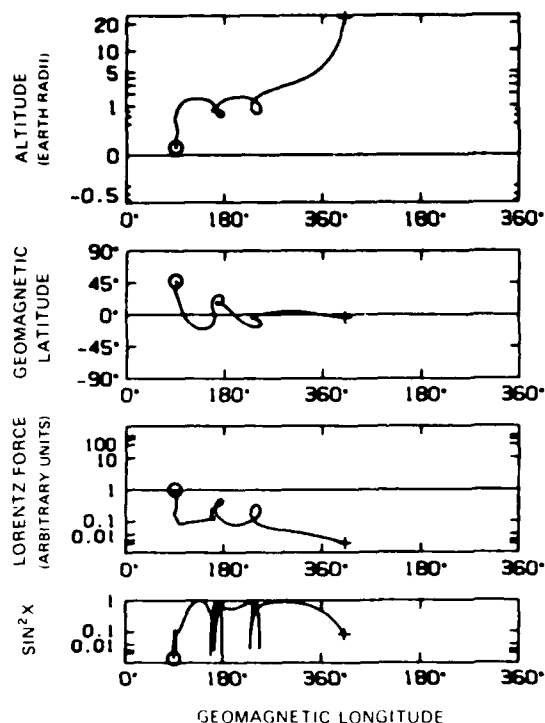 20
10
5
1
0
-0.5
ALTITUDE
(EARTH RADII)
0° 180° 360° 180° 360°
90°
45°
0°
-45°
-90°
GEOMAGNETIC
LATITUDE
0° 180° 360° 180° 360°
100
10
1
0.1
0.01
LORENTZ FORCE
(ARBITRARY UNITS)
0° 180° 360° 180° 360°
1
0.1
0.01
SIN²X
0° 180° 360° 180° 360°
GEOMAGNETIC LONGITUDE